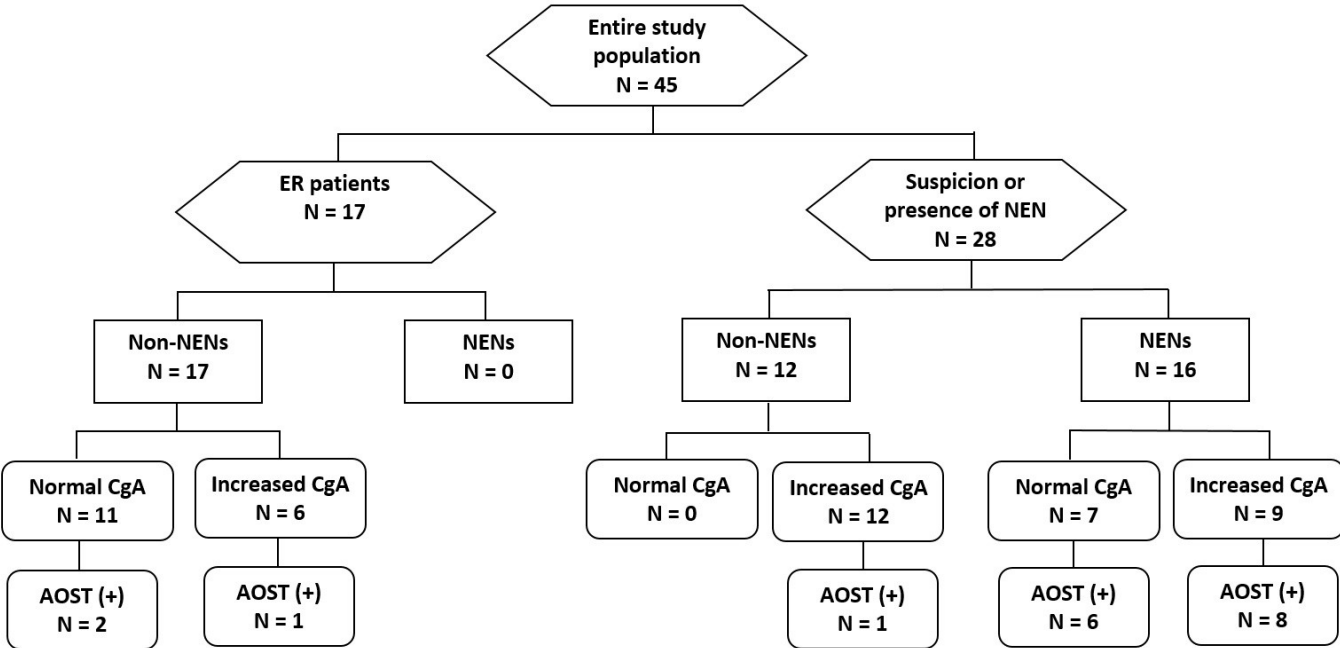 Entire study
population
N = 45
ER patients
N = 17
Suspicion or
presence of NEN
N = 28
Non-NENs
N = 17
NENs
N = 0
Non-NENs
N = 12
NENs
N = 16
Normal CgA
N = 11
Increased CgA
N = 6
Normal CgA
N = 0
Increased CgA
N = 12
Normal CgA
N = 7
Increased CgA
N = 9
AOST (+)
N = 2
AOST (+)
N = 1
AOST (+)
N = 1
AOST (+)
N = 6
AOST (+)
N = 8